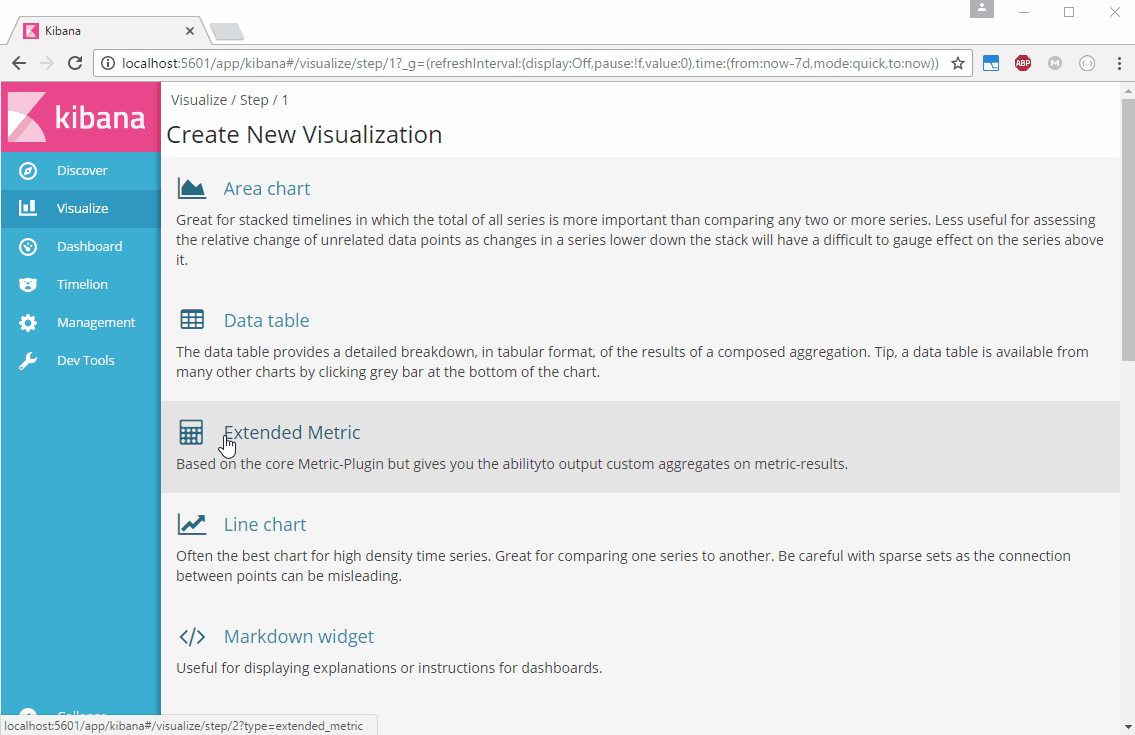 Kibana
localhost:5601/app/kibana#/visualize/step/1?_g=(refreshInterval:(display:Off,pause:!f,value:0),time:(from:now-7d,mode:quick,to:now))
ABP
M
kibana
Discover
Visualize
Dashboard
Timelion
Management
Dev Tools
Visualize / Step / 1
Create New Visualization
Area chart
Great for stacked timelines in which the total of all series is more important than comparing any two or more series. Less useful for assessing
the relative change of unrelated data points as changes in a series lower down the stack will have a difficult to gauge effect on the series above
it.
Data table
The data table provides a detailed breakdown, in tabular format, of the results of a composed aggregation. Tip, a data table is available from
many other charts by clicking grey bar at the bottom of the chart.
Extended Metric
Based on the core Metric-Plugin but gives you the abilityto output custom aggregates on metric-results.
Line chart
Often the best chart for high density time series. Great for comparing one series to another. Be careful with sparse sets as the connection
between points can be misleading.
Markdown widget
Useful for displaying explanations or instructions for dashboards.
localhost:5601/app/kibana#/visualize/step/2?type=extended_metric